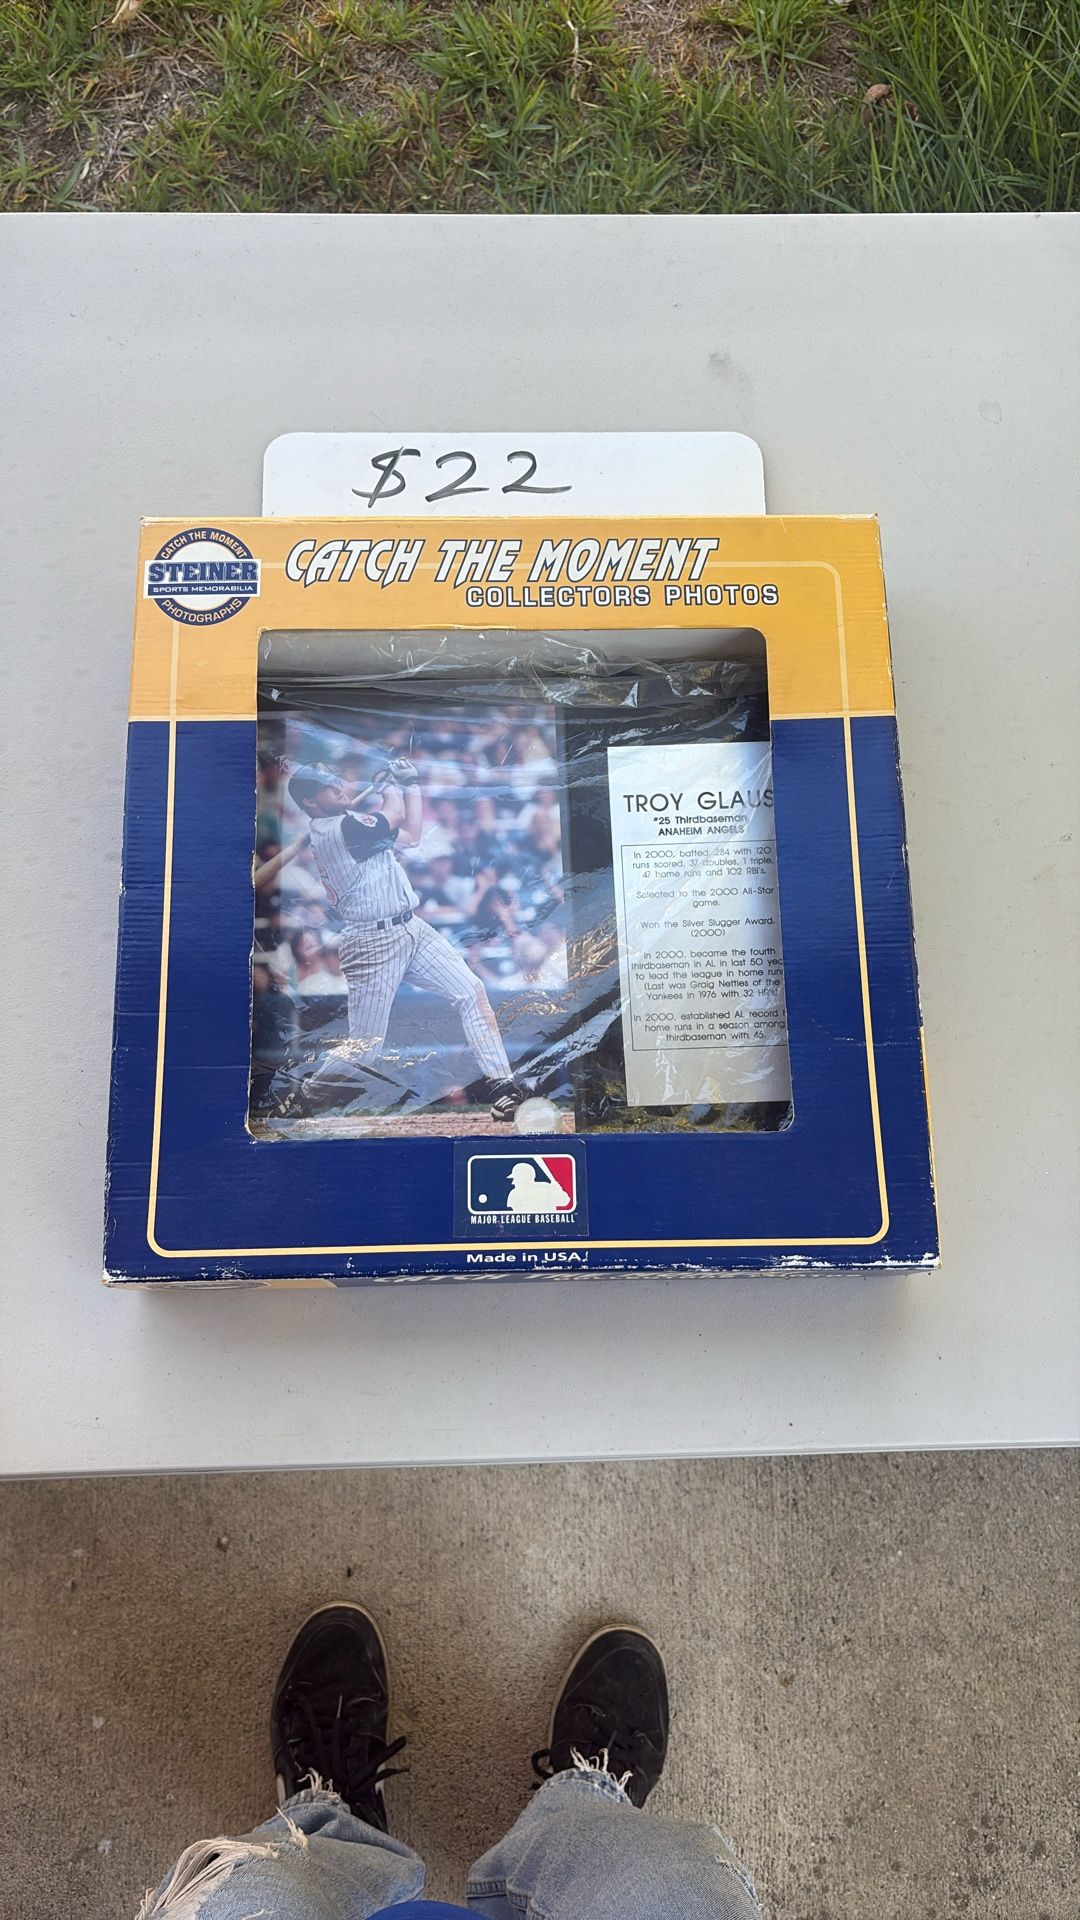 $22
CATCH THE MOMENT
STEINER
SPORTS MEMORABILIA
PHOTOGRAPHS
CATCH THE MOMENT
COLLECTORS PHOTOS
TROY GLAUS
#25 Thirdbaseman
ANAHEIM ANGELS
In 2000, batted .284 with 120
runs scored, 37 doubles, 1 triple,
47 home runs and 102 RBI's.
Selected to the 2000 All-Star
game.
Won the Silver Slugger Award.
(2000)
In 2000, became the fourth
thirdbaseman in AL in last 50 yea
to lead the league in home run
(Last was Graig Nettles of the
Yankees in 1976 with 32 HR's)
In 2000, established AL record f
home runs in a season among
thirdbaseman with 46.
MAJOR LEAGUE BASEBALL
Made in USA